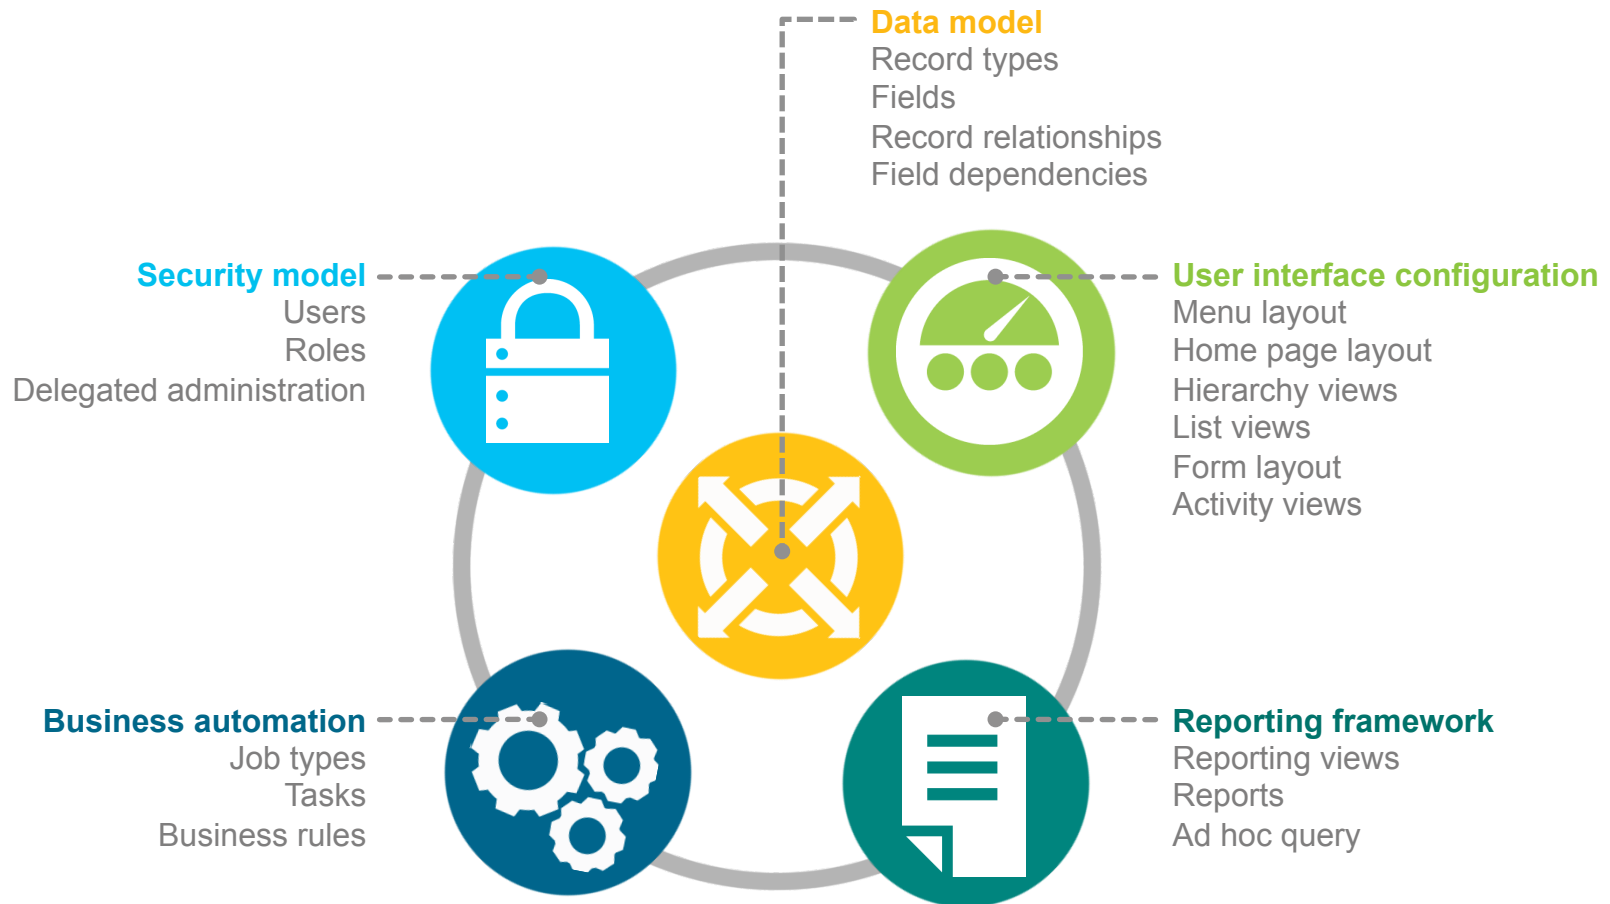 Data model
Record types
Fields
Record relationships
Field dependencies
Security model
Users
Roles
Delegated administration
User interface configuration
Menu layout
Home page layout
Hierarchy views
List views
Form layout
Activity views
Business automation
Job types
Tasks
Business rules
Reporting framework
Reporting views
Reports
Ad hoc query